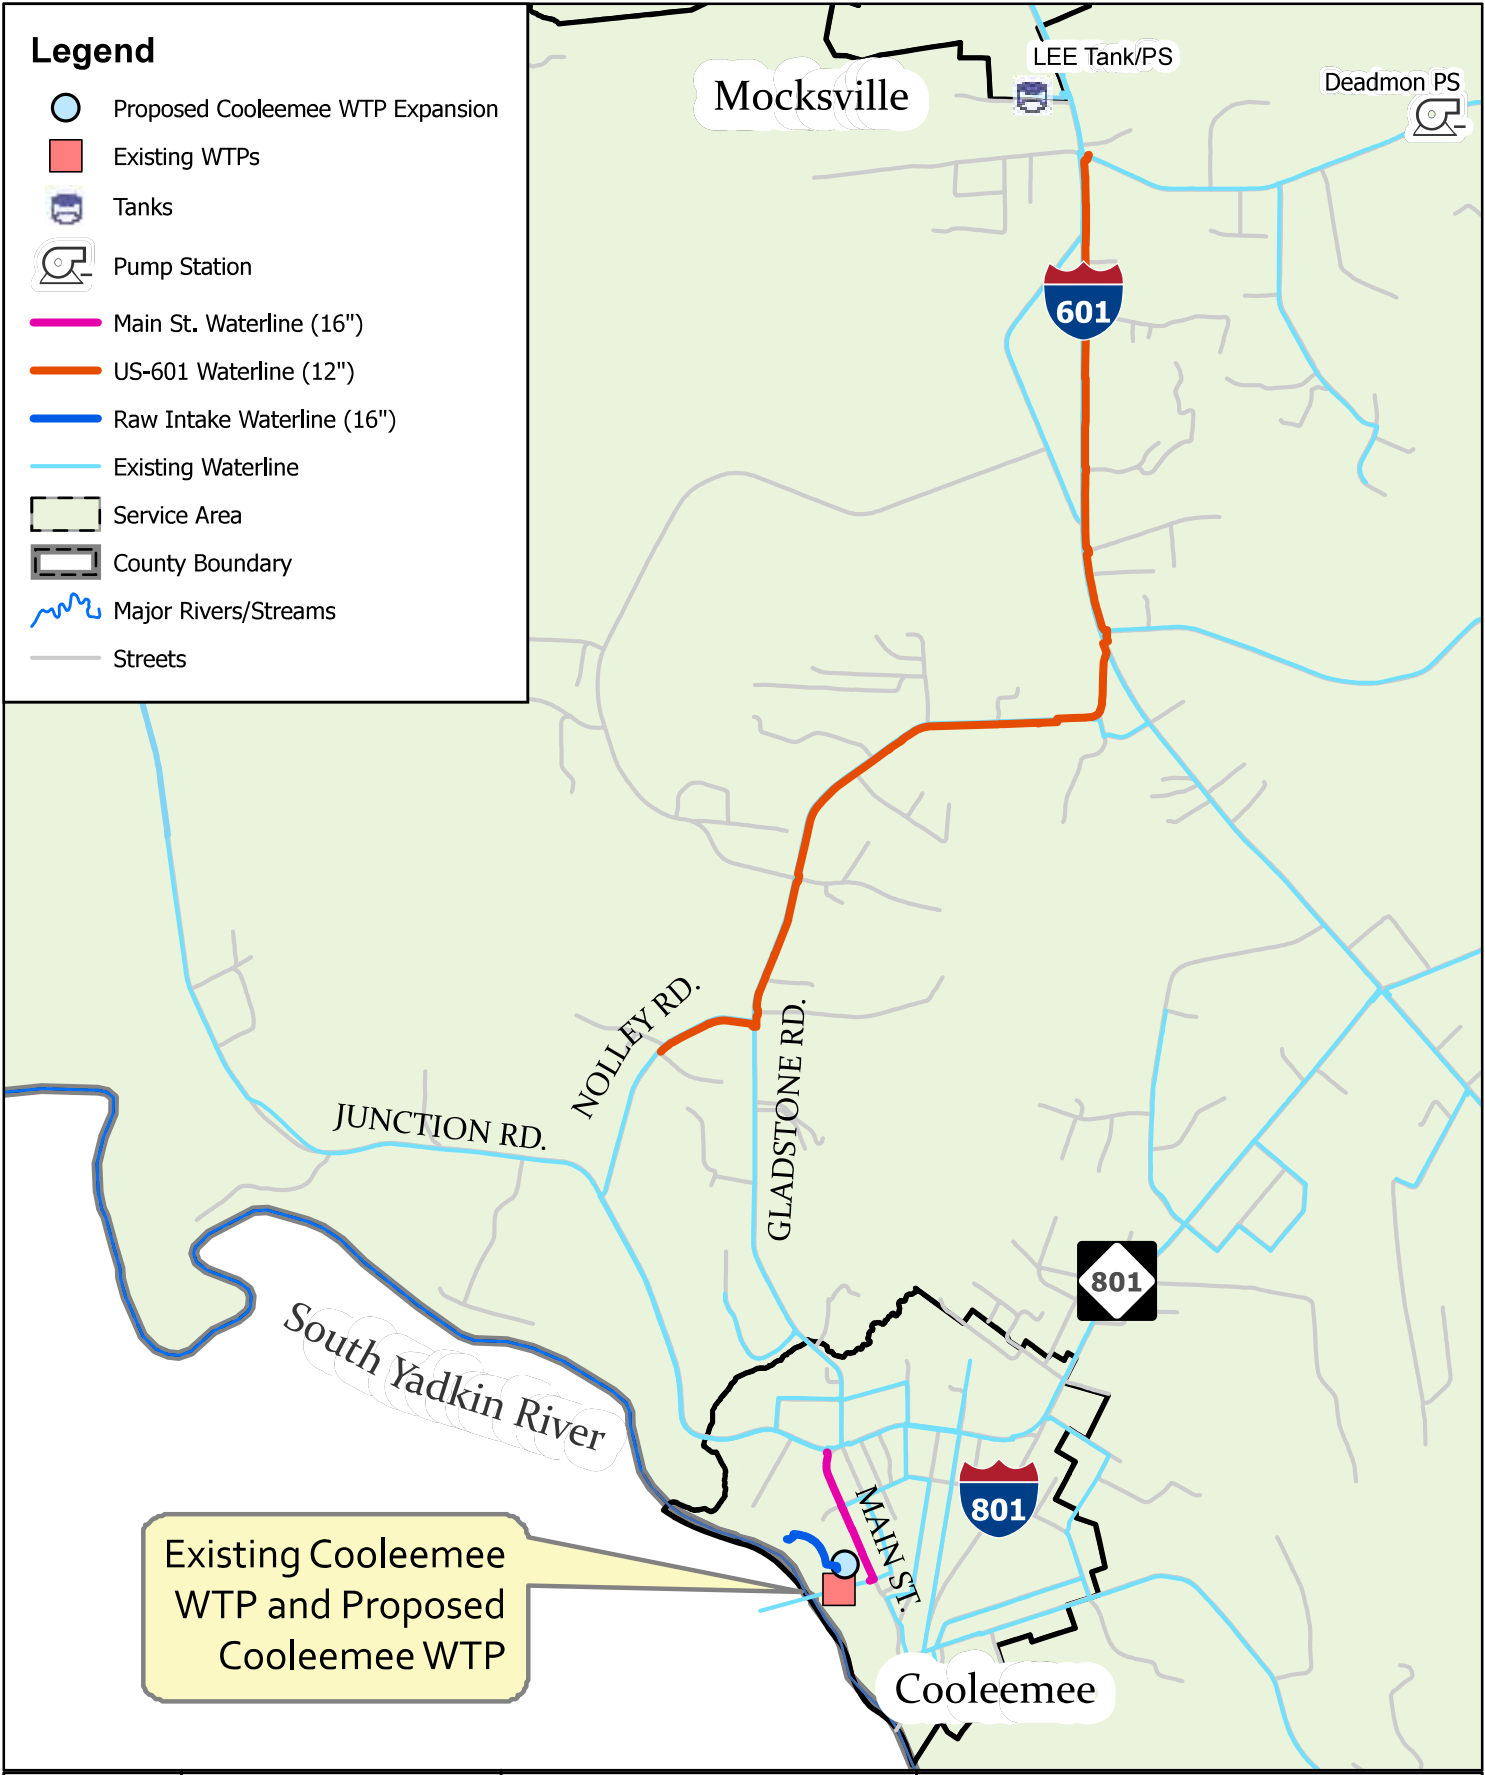 Legend
Proposed Cooleemee WTP Expansion
Existing WTPs
Tanks
Pump Station
Main St. Waterline (16")
US-601 Waterline (12")
Raw Intake Waterline (16")
Existing Waterline
Service Area
County Boundary
Major Rivers/Streams
Streets
LEE Tank/PS
Mocksville
Deadmon PS
601
NOLLEY RD.
GLADSTONE RD.
JUNCTION RD.
801
South Yadkin River
801
MAIN ST.
Existing Cooleemee
WTP and Proposed
Cooleemee WTP
Cooleemee